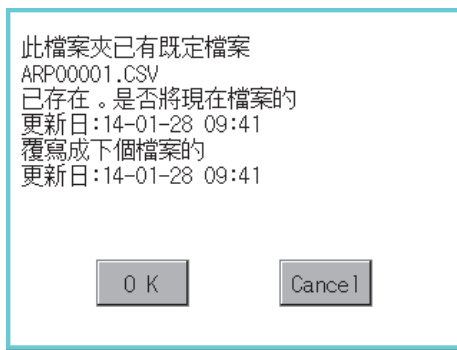 此檔案夾已有既定檔案
ARP00001.CSV
已存在。是否將現在檔案的
更新日:14-01-28 09:41
覆寫成下個檔案的
更新日:14-01-28 09:41
OK
Cancel